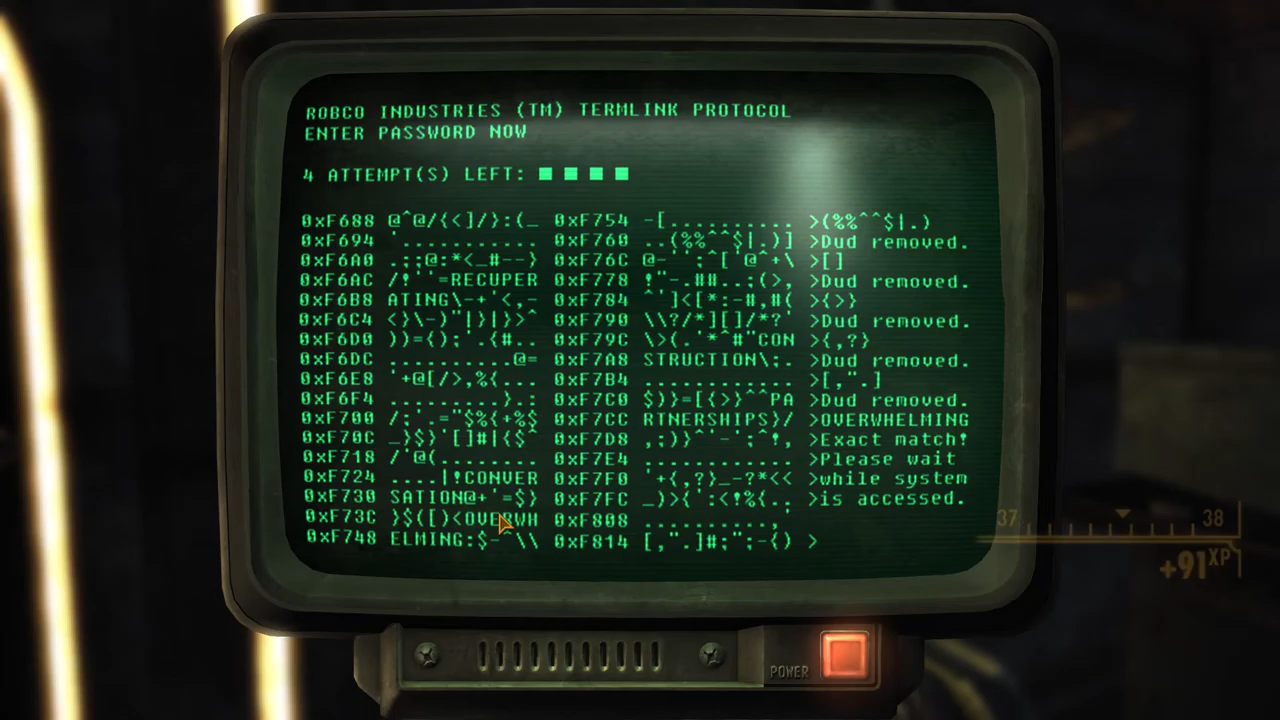 ROBCO INDUSTRIES (TM) TERMLINK PROTOCOL
ENTER PASSWORD NOW
4 ATTEMPT(S) LEFT: ■ ■ ■ ■
0xF688 @^@/{<]/}:(_ 0xF754 -[.......... >(%%^^$|.)
0xF694 '........... 0xF760 ..(%%^^$|.)] >Dud removed.
0xF6A0 .;;@:*<_#--} 0xF76C @-'';^['@^+\ >[]
0xF6AC /!''=RECUPER 0xF778 !"-.##..;(>, >Dud removed.
0xF6B8 ATING\-+'<,- 0xF784 ^']<[*:-#,#( >{>}
0xF6C4 <}\-)"|}|}>^ 0xF790 \\?/*][]/*?' >Dud removed.
0xF6D0 ))={);'.{#.. 0xF79C \>(.'*^#"CON >{,?}
0xF6DC ..........@= 0xF7A8 STRUCTION\;. >Dud removed.
0xF6E8 '+@[/>,%{... 0xF7B4 ............ >[,".]
0xF6F4 .........}.: 0xF7C0 $)}=[{>}^^PA >Dud removed.
0xF700 /;'.="$%{+%$ 0xF7CC RTNERSHIPS}/ >OVERWHELMING
0xF70C _}$}'[]#|{$^ 0xF7D8 ,;)}^'-';^!, >Exact match!
0xF718 /'@(........ 0xF7E4 ............ >Please wait
0xF724 ....|!CONVER 0xF7F0 '+{,?}_-?*<< >while system
0xF730 SATION@+'=$} 0xF7FC _)>{':<!%{.. >is accessed.
0xF73C }$([)<OVERWH 0xF808 ..........,
0xF748 ELMING:$-^\\ 0xF814 [,".]#;";-{) >
37 38
+91XP
POWER